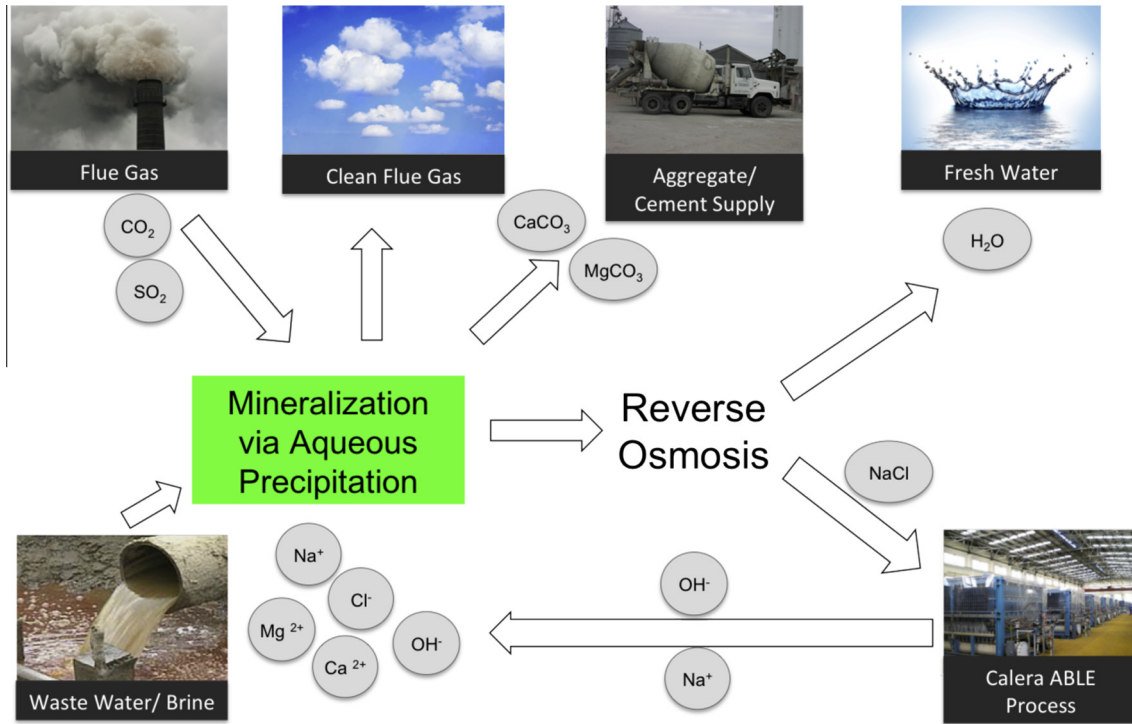 Flue Gas
Clean Flue Gas
Aggregate/
Cement Supply
Fresh Water
CO₂
SO₂
CaCO₃
MgCO₃
H₂O
Mineralization
via Aqueous
Precipitation
Reverse
Osmosis
NaCl
Na⁺
Cl⁻
Mg ²⁺
OH⁻
Ca ²⁺
OH⁻
Na⁺
Waste Water/ Brine
Calera ABLE
Process